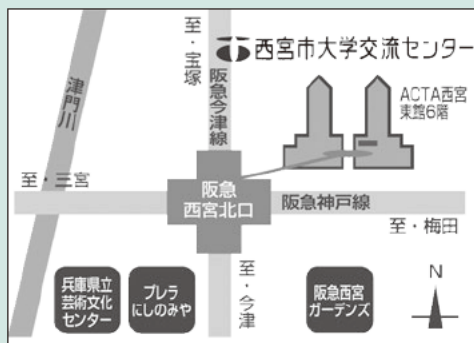 至・宝塚
西宮市大学交流センター
阪急今津線
津門川
ACTA西宮
東館6階
至・三宮
阪急
西宮北口
阪急神戸線
至・梅田
兵庫県立
芸術文化
センター
プレラ
にしのみや
至・今津
阪急西宮
ガーデンズ
N